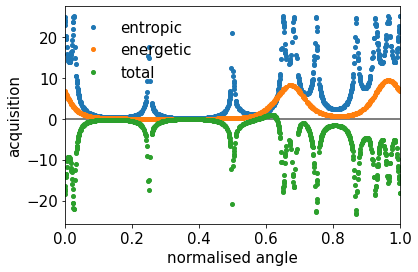 entropic
energetic
total
acquisition
20
10
0
−10
−20
0.0 0.2 0.4 0.6 0.8 1.0
normalised angle